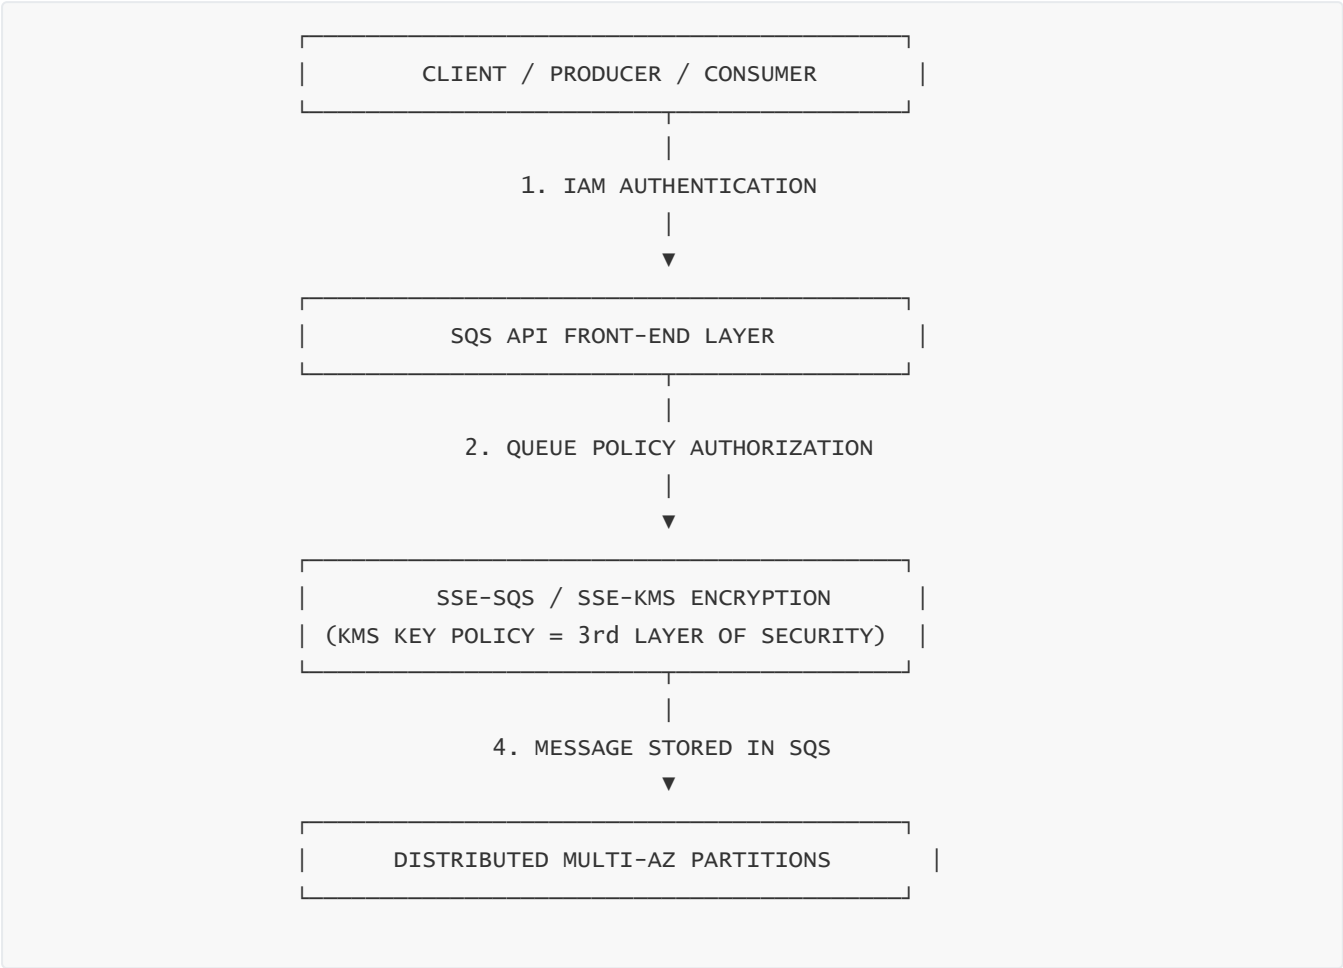 CLIENT / PRODUCER / CONSUMER
1. IAM AUTHENTICATION
SQS API FRONT-END LAYER
2. QUEUE POLICY AUTHORIZATION
SSE-SQS / SSE-KMS ENCRYPTION
(KMS KEY POLICY = 3rd LAYER OF SECURITY)
4. MESSAGE STORED IN SQS
DISTRIBUTED MULTI-AZ PARTITIONS